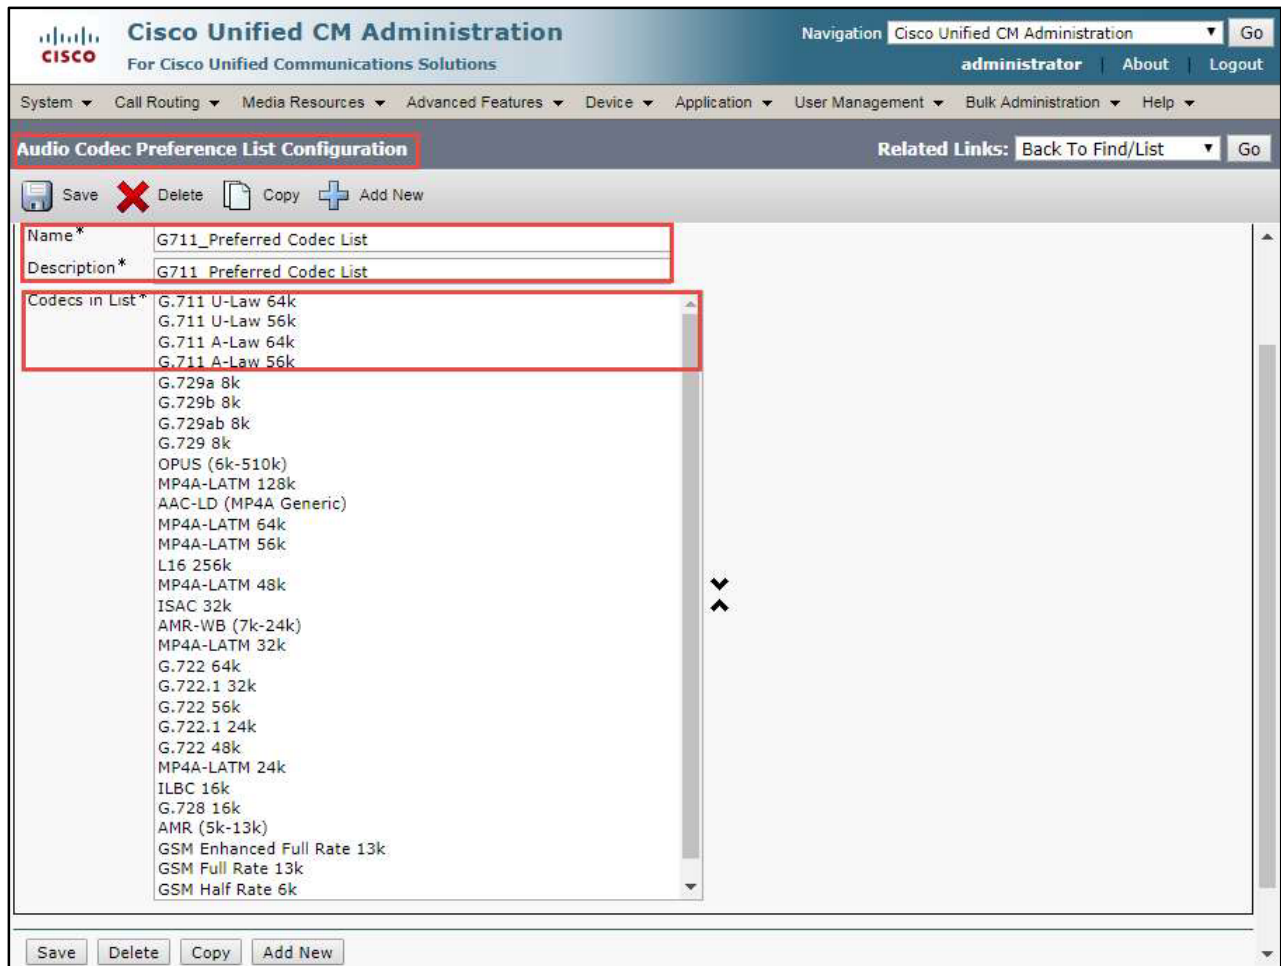 Cisco Unified CM Administration
Navigation Cisco Unified CM Administration Go
CISCO
For Cisco Unified Communications Solutions
administrator About Logout
System Call Routing Media Resources Advanced Features Device Application User Management Bulk Administration Help
Audio Codec Preference List Configuration
Related Links: Back To Find/List Go
Save Delete Copy Add New
Name* G711_Preferred Codec List
Description* G711 Preferred Codec List
Codecs in List* G.711 U-Law 64k
G.711 U-Law 56k
G.711 A-Law 64k
G.711 A-Law 56k
G.729a 8k
G.729b 8k
G.729ab 8k
G.729 8k
OPUS (6k-510k)
MP4A-LATM 128k
AAC-LD (MP4A Generic)
MP4A-LATM 64k
MP4A-LATM 56k
L16 256k
MP4A-LATM 48k
ISAC 32k
AMR-WB (7k-24k)
MP4A-LATM 32k
G.722 64k
G.722.1 32k
G.722 56k
G.722.1 24k
G.722 48k
MP4A-LATM 24k
ILBC 16k
G.728 16k
AMR (5k-13k)
GSM Enhanced Full Rate 13k
GSM Full Rate 13k
GSM Half Rate 6k
Save Delete Copy Add New